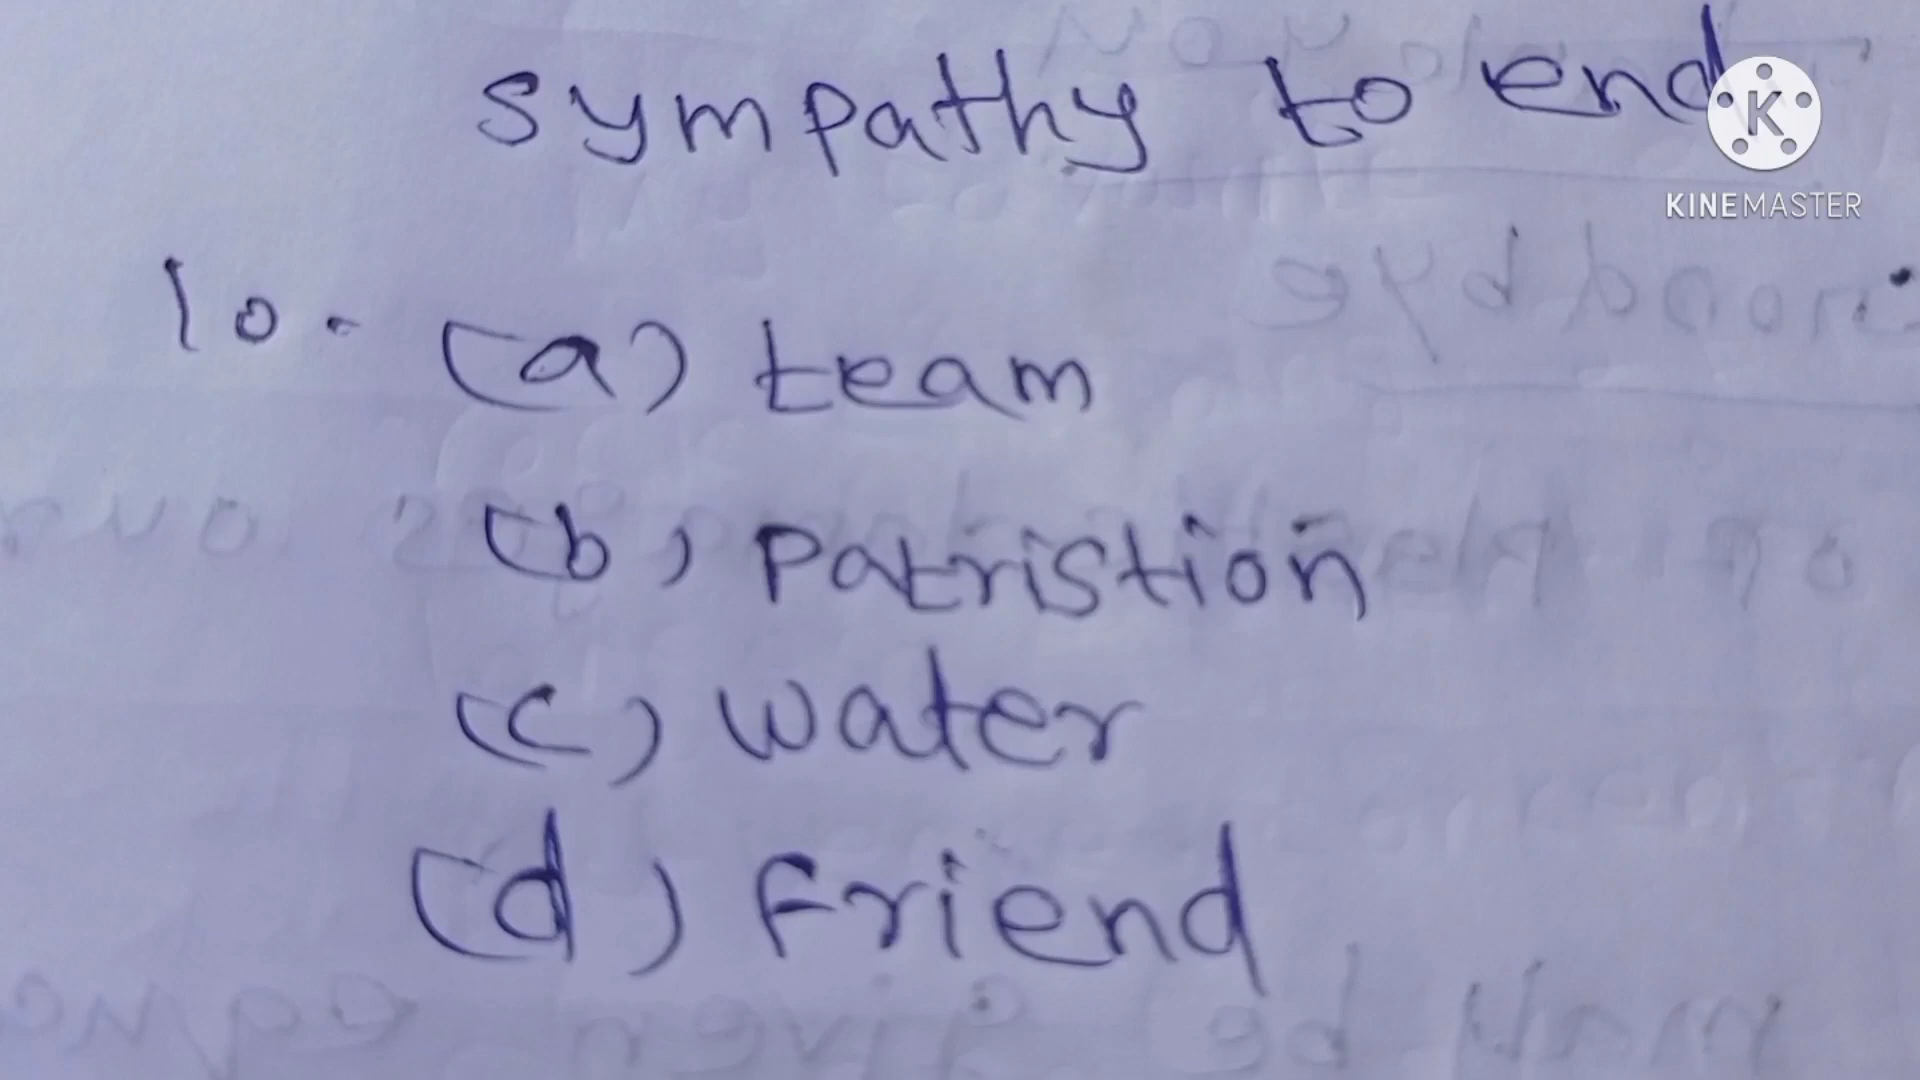 sympathy to end
KINEMASTER
10. (a) team
(b) Patristion
(c) water
(d) Friend